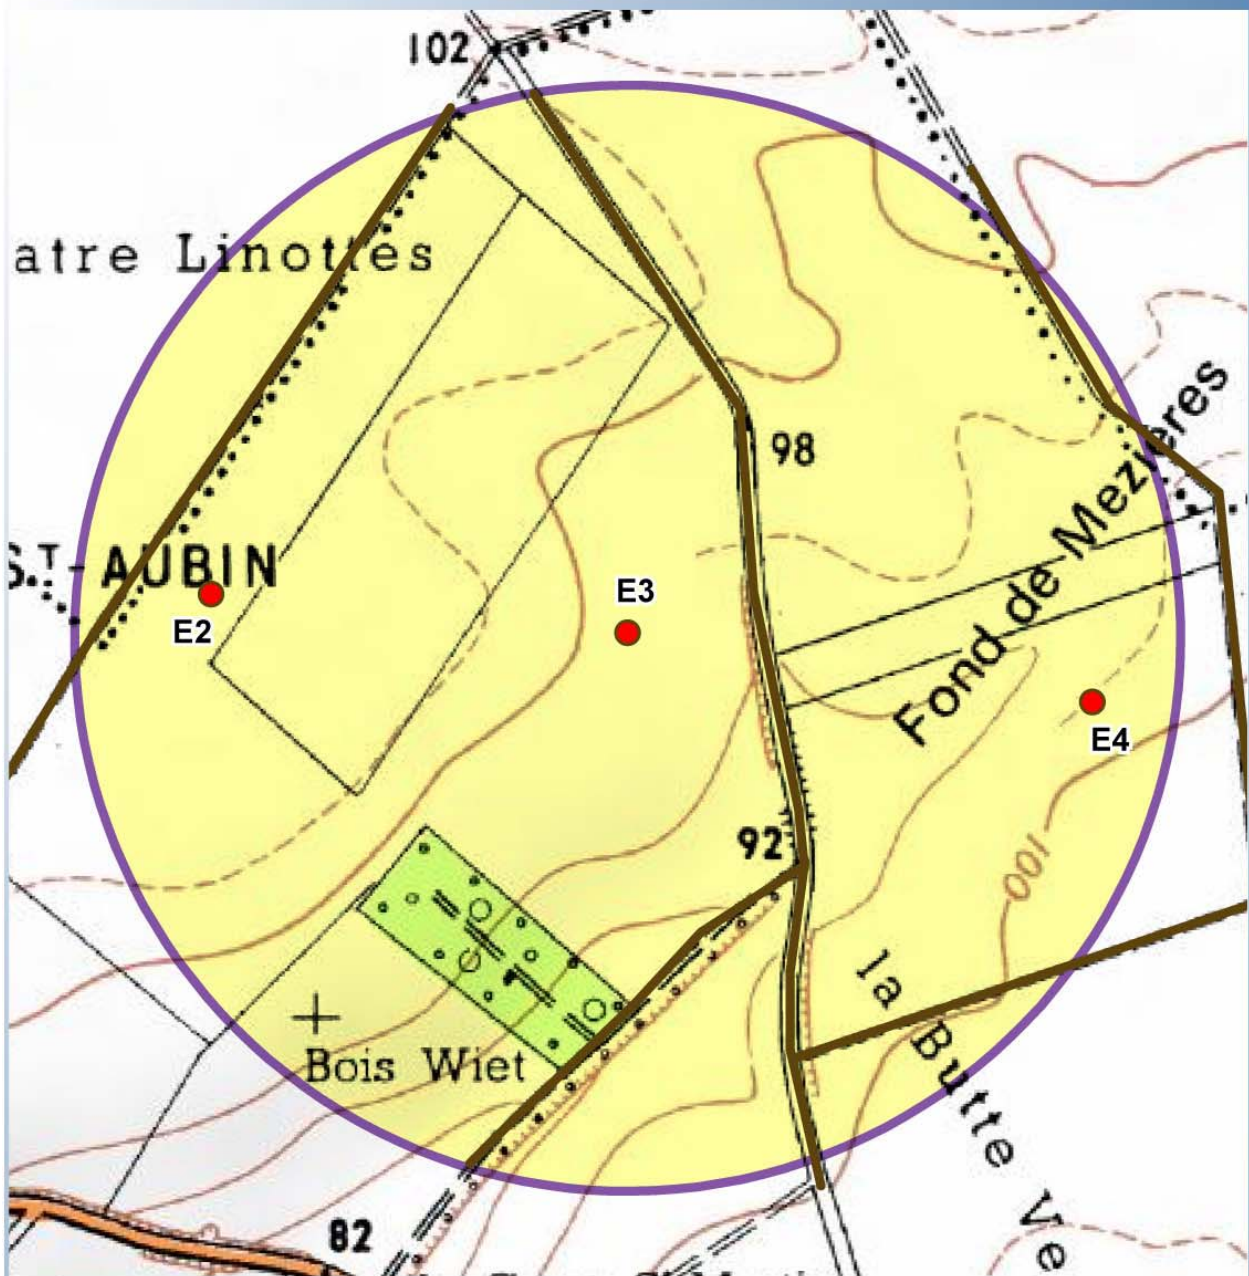 102
atre Linottes
98
Fond de Mezières
ST-AUBIN
E2
E3
E4
92
100
la Butte Ve
Bois Wiet
82